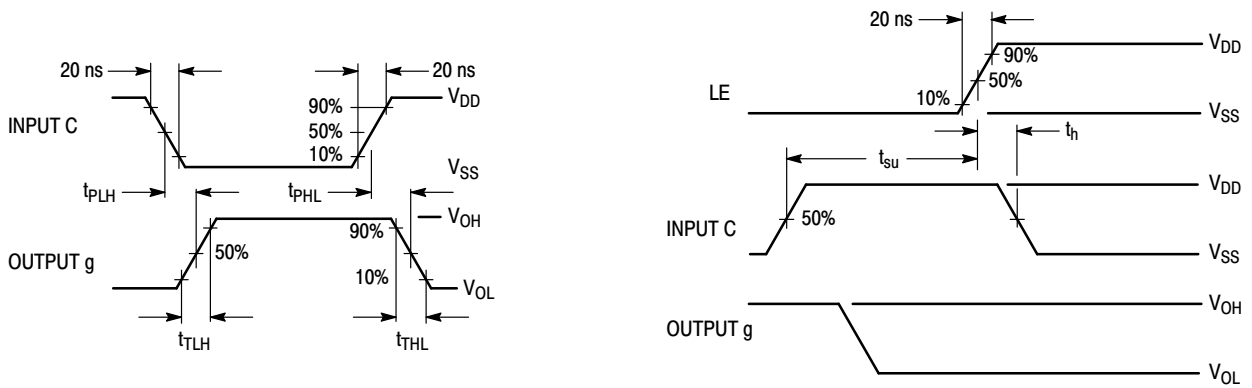 20 ns
20 ns
INPUT C
90%
50%
10%
V_DD
V_SS
t_PLH
t_PHL
V_OH
OUTPUT g
50%
90%
10%
V_OL
t_TLH
t_THL
20 ns
V_DD
LE
90%
50%
10%
V_SS
t_h
t_su
V_DD
INPUT C
50%
V_SS
V_OH
OUTPUT g
V_OL